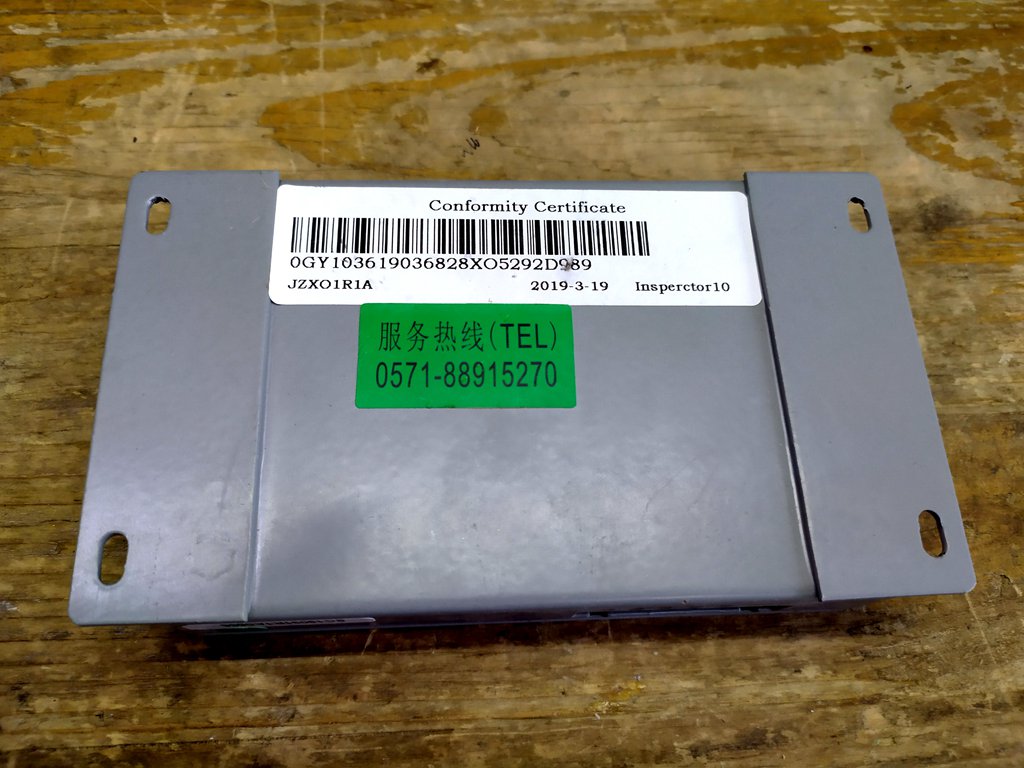 Conformity Certificate
0GY103619036828XO5292D989
JZXO1R1A 2019-3-19 Insperctor10
服务热线(TEL)
0571-88915270